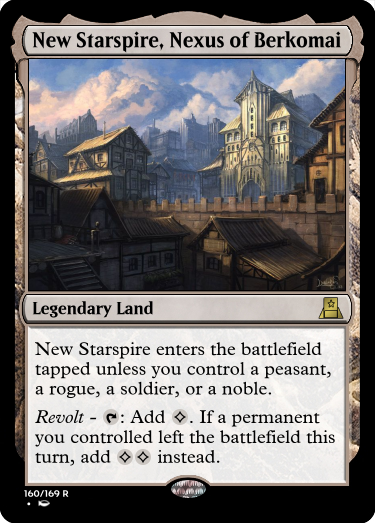 New Starspire, Nexus of Berkomai
Legendary Land
New Starspire enters the battlefield
tapped unless you control a peasant,
a rogue, a soldier, or a noble.
Revolt - : Add . If a permanent
you controlled left the battlefield this
turn, add instead.
160/169 R